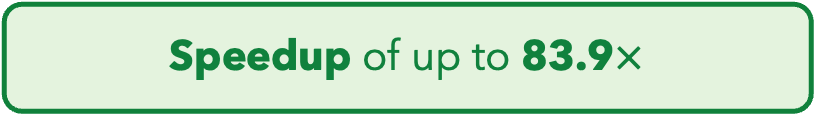 Speedup of up to 83.9×